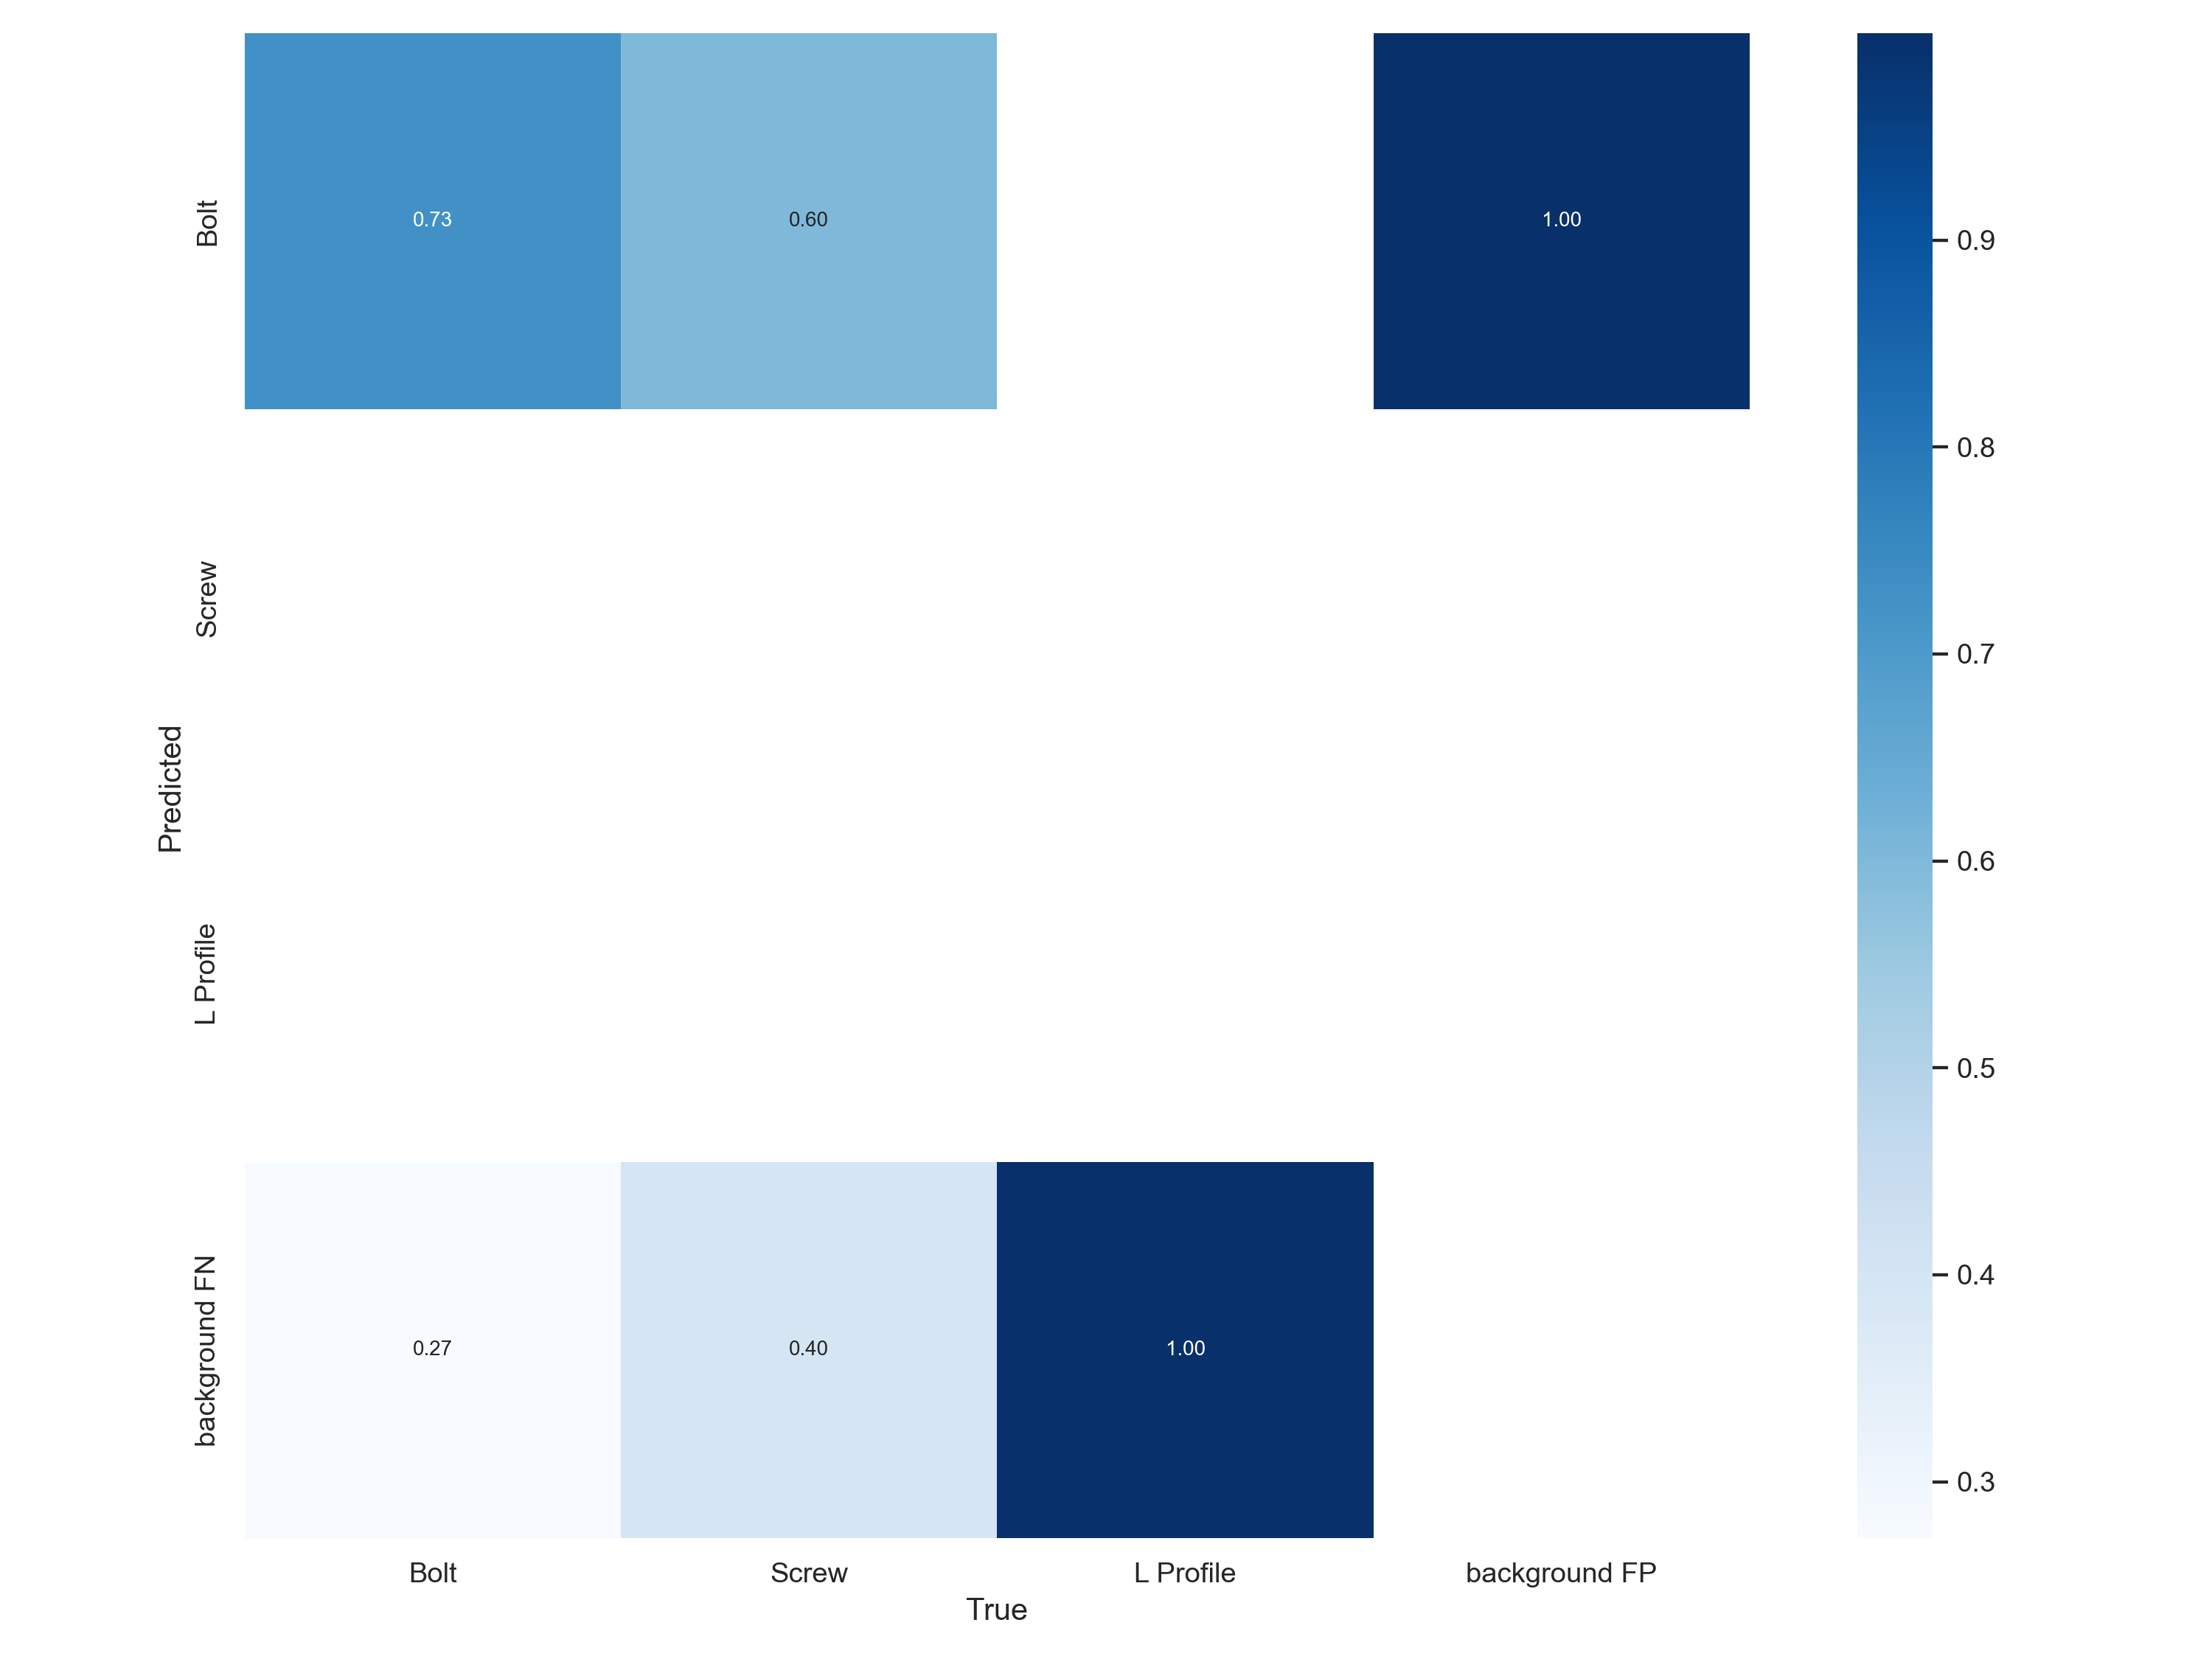 Bolt
0.73
0.60
1.00
Screw
L Profile
background FN
0.27
0.40
1.00
Predicted
Bolt
Screw
L Profile
background FP
True
0.9
0.8
0.7
0.6
0.5
0.4
0.3